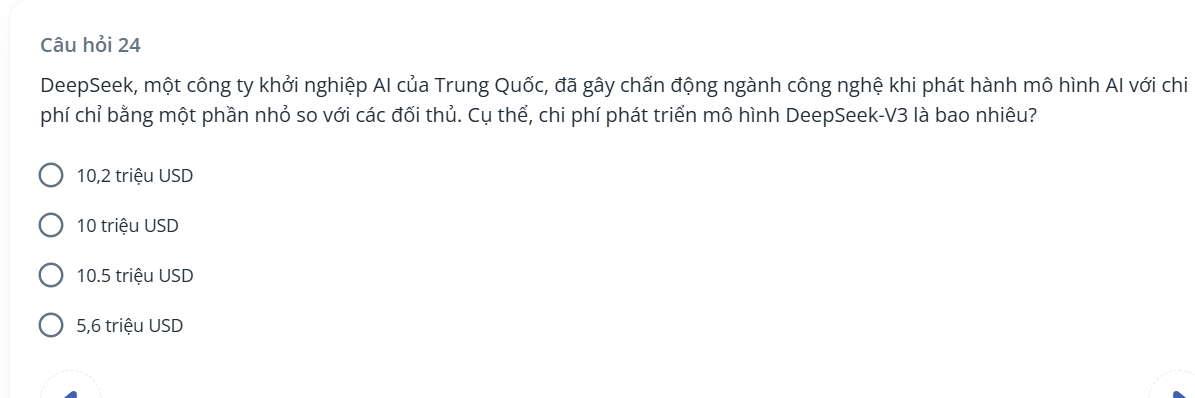 Câu hỏi 24
DeepSeek, một công ty khởi nghiệp AI của Trung Quốc, đã gây chấn động ngành công nghệ khi phát hành mô hình AI với chi
phí chỉ bằng một phần nhỏ so với các đối thủ. Cụ thể, chi phí phát triển mô hình DeepSeek-V3 là bao nhiêu?
10,2 triệu USD
10 triệu USD
10.5 triệu USD
5,6 triệu USD